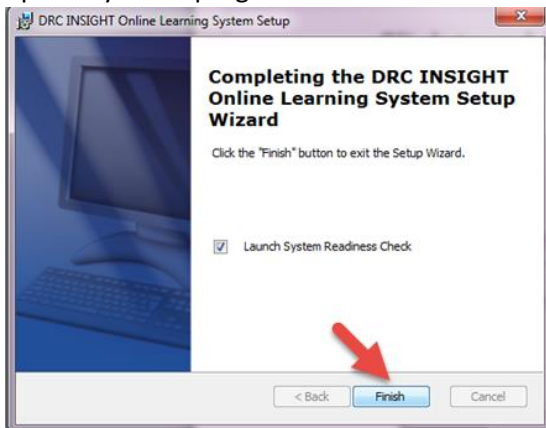 DRC INSIGHT Online Learning System Setup
Completing the DRC INSIGHT
Online Learning System Setup
Wizard
Click the "Finish" button to exit the Setup Wizard.
Launch System Readiness Check
< Back Finish Cancel